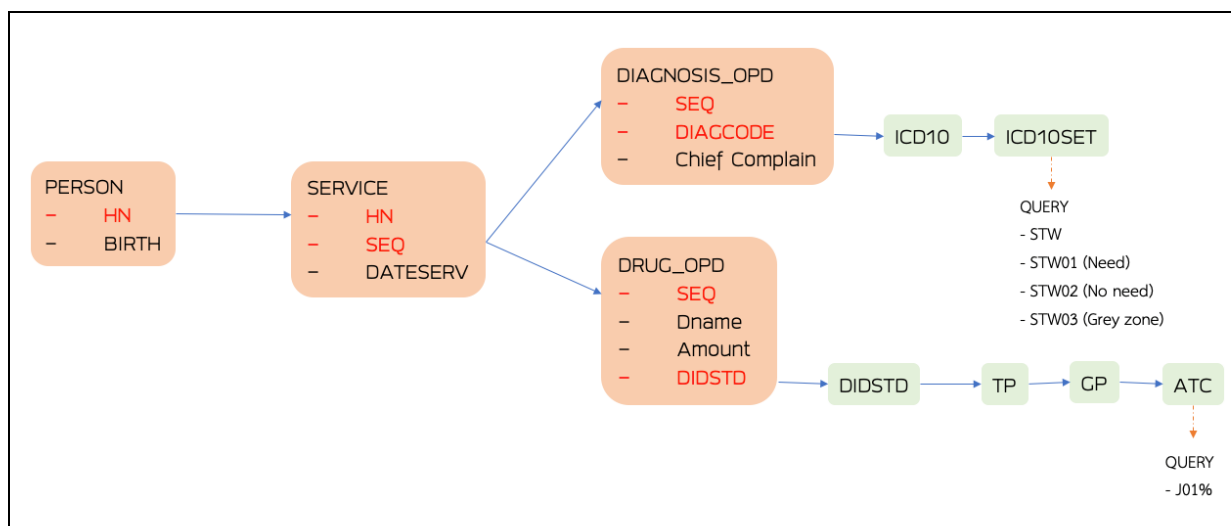 PERSON
- HN
- BIRTH
SERVICE
- HN
- SEQ
- DATESERV
DIAGNOSIS_OPD
- SEQ
- DIAGCODE
- Chief Complain
ICD10
ICD10SET
QUERY
- STW
- STW01 (Need)
- STW02 (No need)
- STW03 (Grey zone)
DRUG_OPD
- SEQ
- Dname
- Amount
- DIDSTD
DIDSTD
TP
GP
ATC
QUERY
- J01%